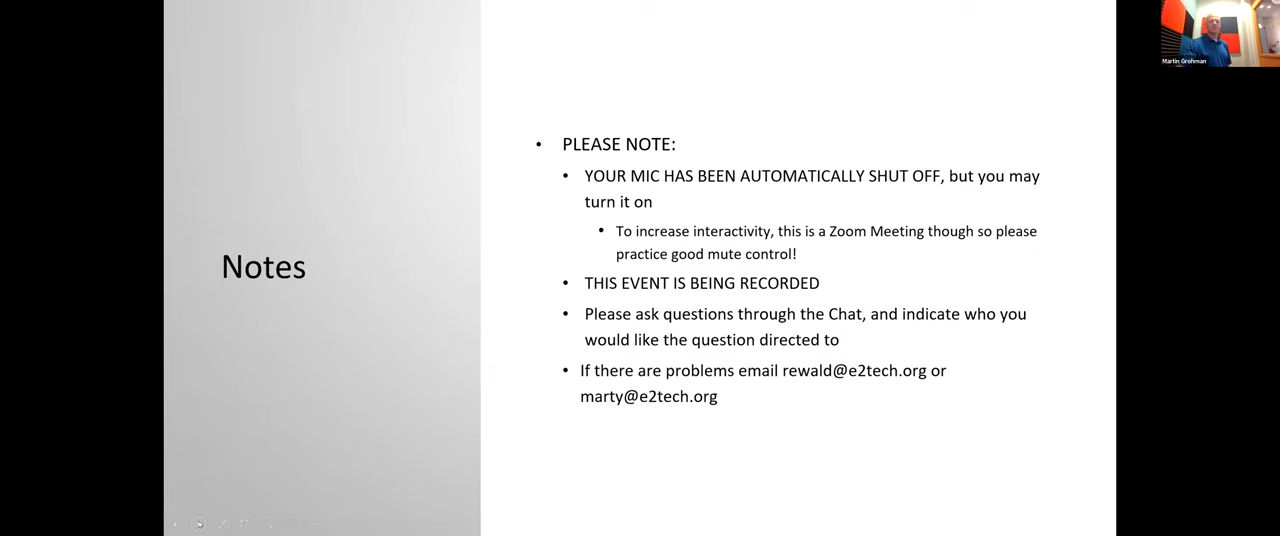 Martin Grohman
Notes
• PLEASE NOTE:
• YOUR MIC HAS BEEN AUTOMATICALLY SHUT OFF, but you may
turn it on
• To increase interactivity, this is a Zoom Meeting though so please
practice good mute control!
• THIS EVENT IS BEING RECORDED
• Please ask questions through the Chat, and indicate who you
would like the question directed to
• If there are problems email rewald@e2tech.org or
marty@e2tech.org